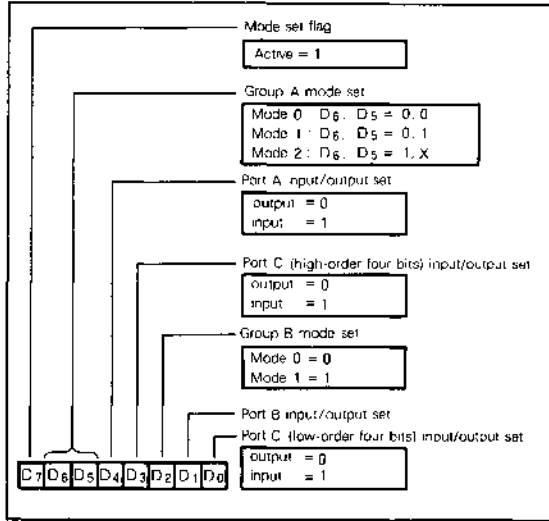 Mode set flag
Active = 1
Group A mode set
Mode 0 D6, D5 = 0, 0
Mode 1 : D6, D5 = 0, 1
Mode 2 : D6, D5 = 1, X
Port A input/output set
output = 0
input = 1
Port C (high-order four bits) input/output set
output = 0
input = 1
Group B mode set
Mode 0 = 0
Mode 1 = 1
Port B input/output set
Port C (low-order four bits) input/output set
output = 0
input = 1
D7 D6 D5 D4 D3 D2 D1 D0